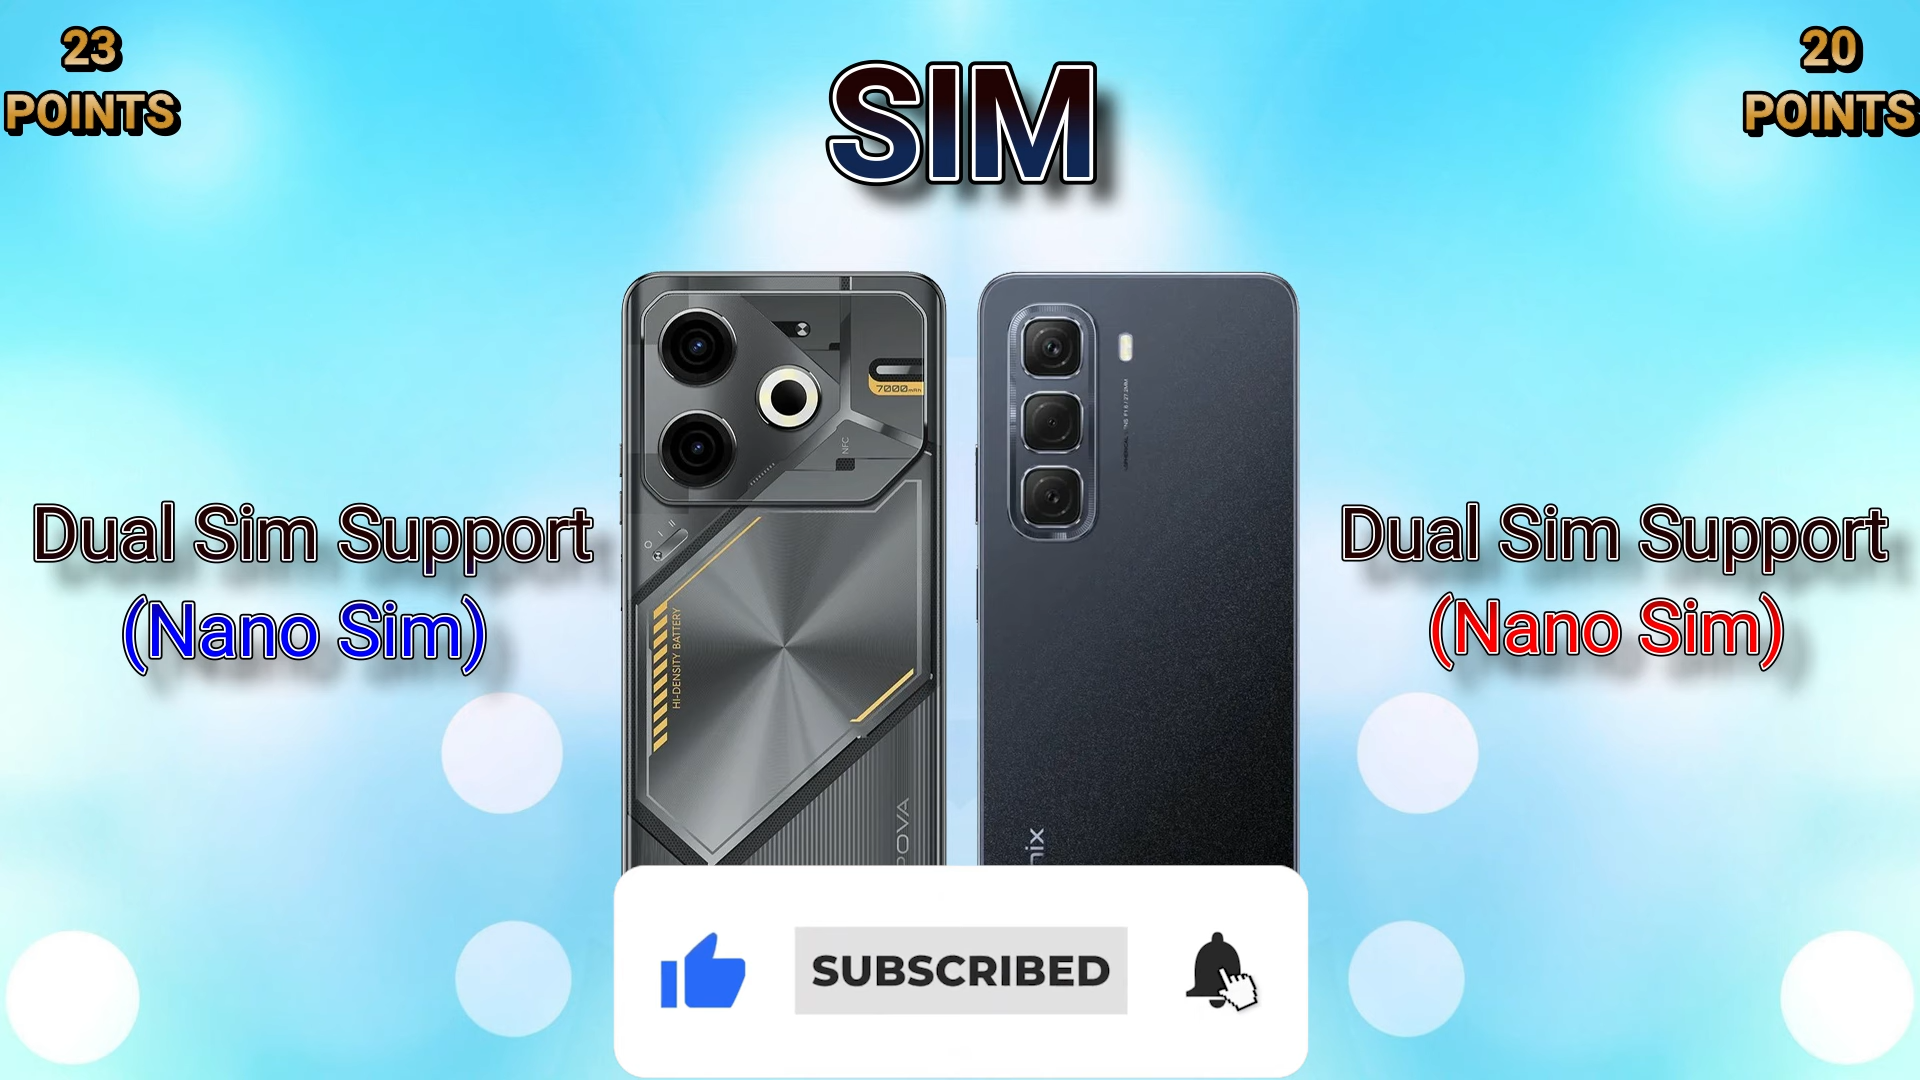 23
POINTS
20
POINTS
SIM
7000mAh
NFC
Dual Sim Support
(Nano Sim)
HI-DENSITY BATTERY
POVA
nix
Dual Sim Support
(Nano Sim)
SUBSCRIBED